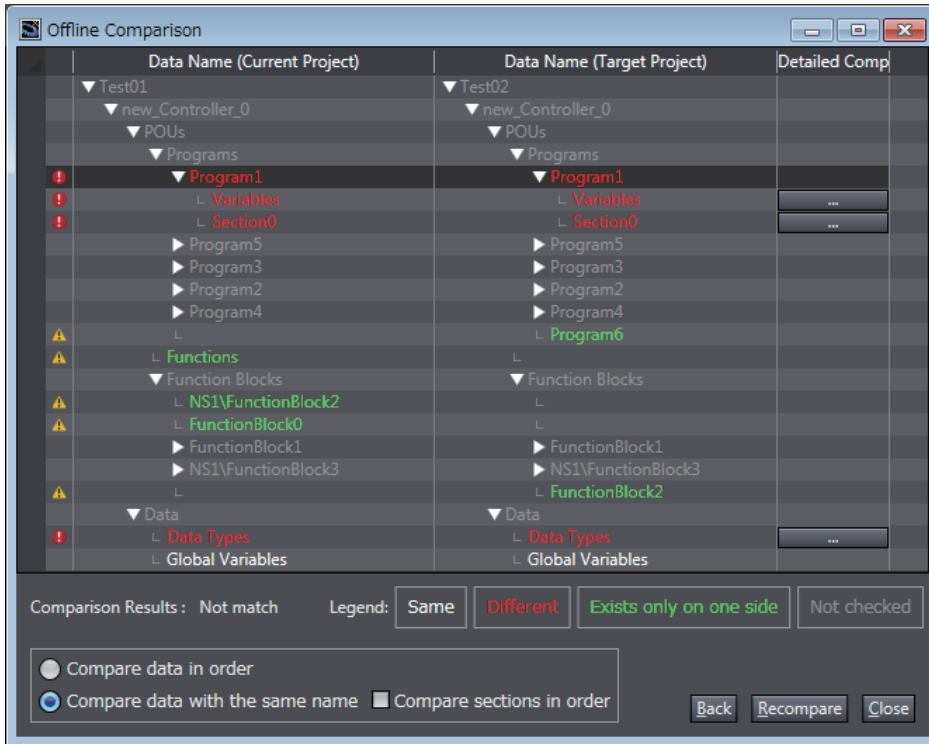 Offline Comparison
Data Name (Current Project) Data Name (Target Project) Detailed Comp
Test01 Test02
new_Controller_0 new_Controller_0
POUs POUs
Programs Programs
Program1 Program1
Variables Variables ...
Section0 Section0 ...
Program5 Program5
Program3 Program3
Program2 Program2
Program4 Program4
Program6
Functions
Function Blocks Function Blocks
NS1\FunctionBlock2
FunctionBlock0
FunctionBlock1 FunctionBlock1
NS1\FunctionBlock3 NS1\FunctionBlock3
FunctionBlock2
Data Data
Data Types Data Types ...
Global Variables Global Variables
Comparison Results : Not match Legend: Same Different Exists only on one side Not checked
Compare data in order
Compare data with the same name Compare sections in order
Back Recompare Close